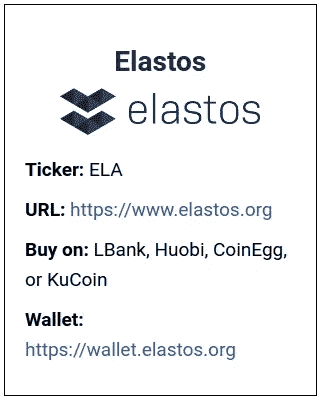 Elastos
elastos
Ticker: ELA
URL: https://www.elastos.org
Buy on: LBank, Huobi, CoinEgg,
or KuCoin
Wallet:
https://wallet.elastos.org